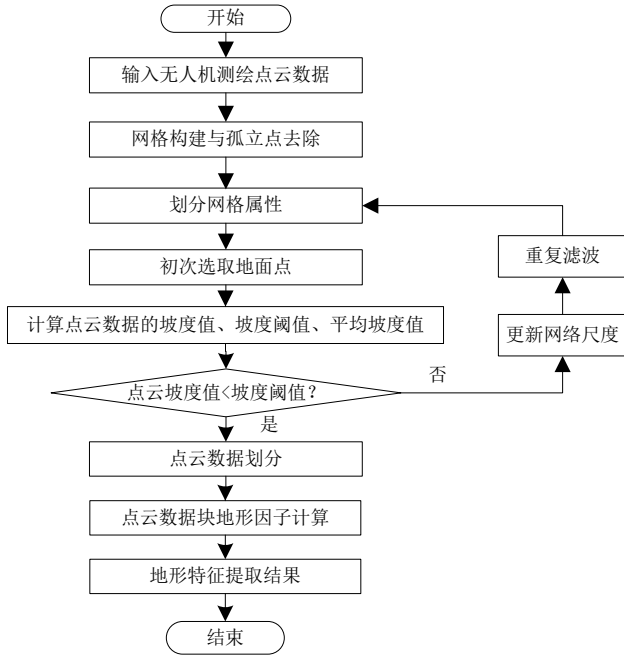 开始
输入无人机测绘点云数据
网格构建与孤立点去除
划分网格属性
初次选取地面点
计算点云数据的坡度值、坡度阈值、平均坡度值
点云坡度值<坡度阈值？
否
更新网络尺度
重复滤波
是
点云数据划分
点云数据块地形因子计算
地形特征提取结果
结束